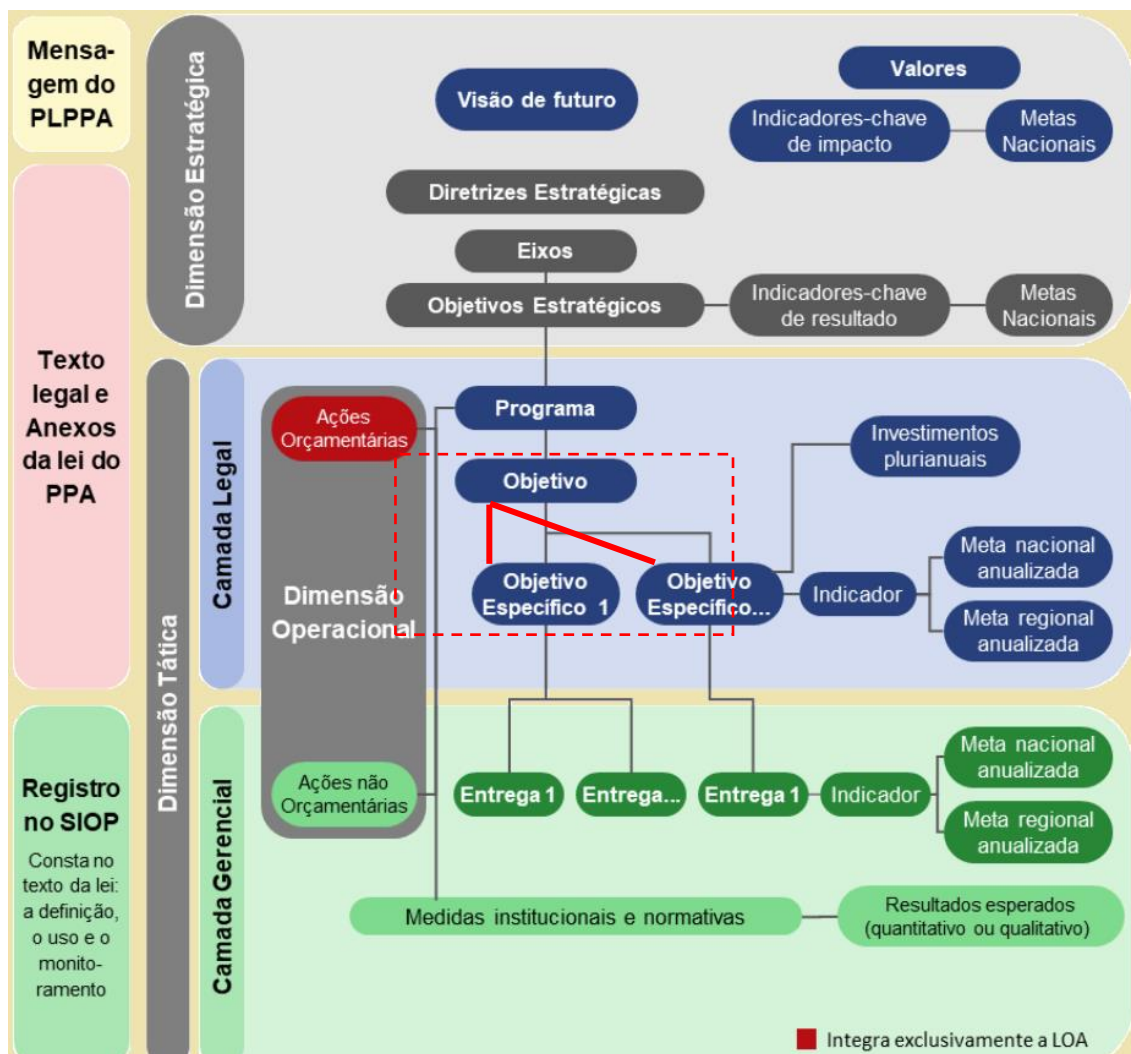 Mensa-
gem do
PLPPA
Texto
legal e
Anexos
da lei do
PPA
Registro
no SIOP
Consta no
texto da lei:
a definição,
o uso e o
monito-
ramento
Dimensão Estratégica
Visão de futuro
Valores
Indicadores-chave
de impacto
Metas
Nacionais
Diretrizes Estratégicas
Eixos
Objetivos Estratégicos
Indicadores-chave
de resultado
Metas
Nacionais
Dimensão Tática
Camada Legal
Ações
Orçamentárias
Dimensão
Operacional
Programa
Objetivo
Objetivo
Específico 1
Objetivo
Específico...
Investimentos
plurianuais
Indicador
Meta nacional
anualizada
Meta regional
anualizada
Camada Gerencial
Ações não
Orçamentárias
Entrega 1
Entrega...
Entrega 1
Indicador
Meta nacional
anualizada
Meta regional
anualizada
Medidas institucionais e normativas
Resultados esperados
(quantitativo ou qualitativo)
Integra exclusivamente a LOA